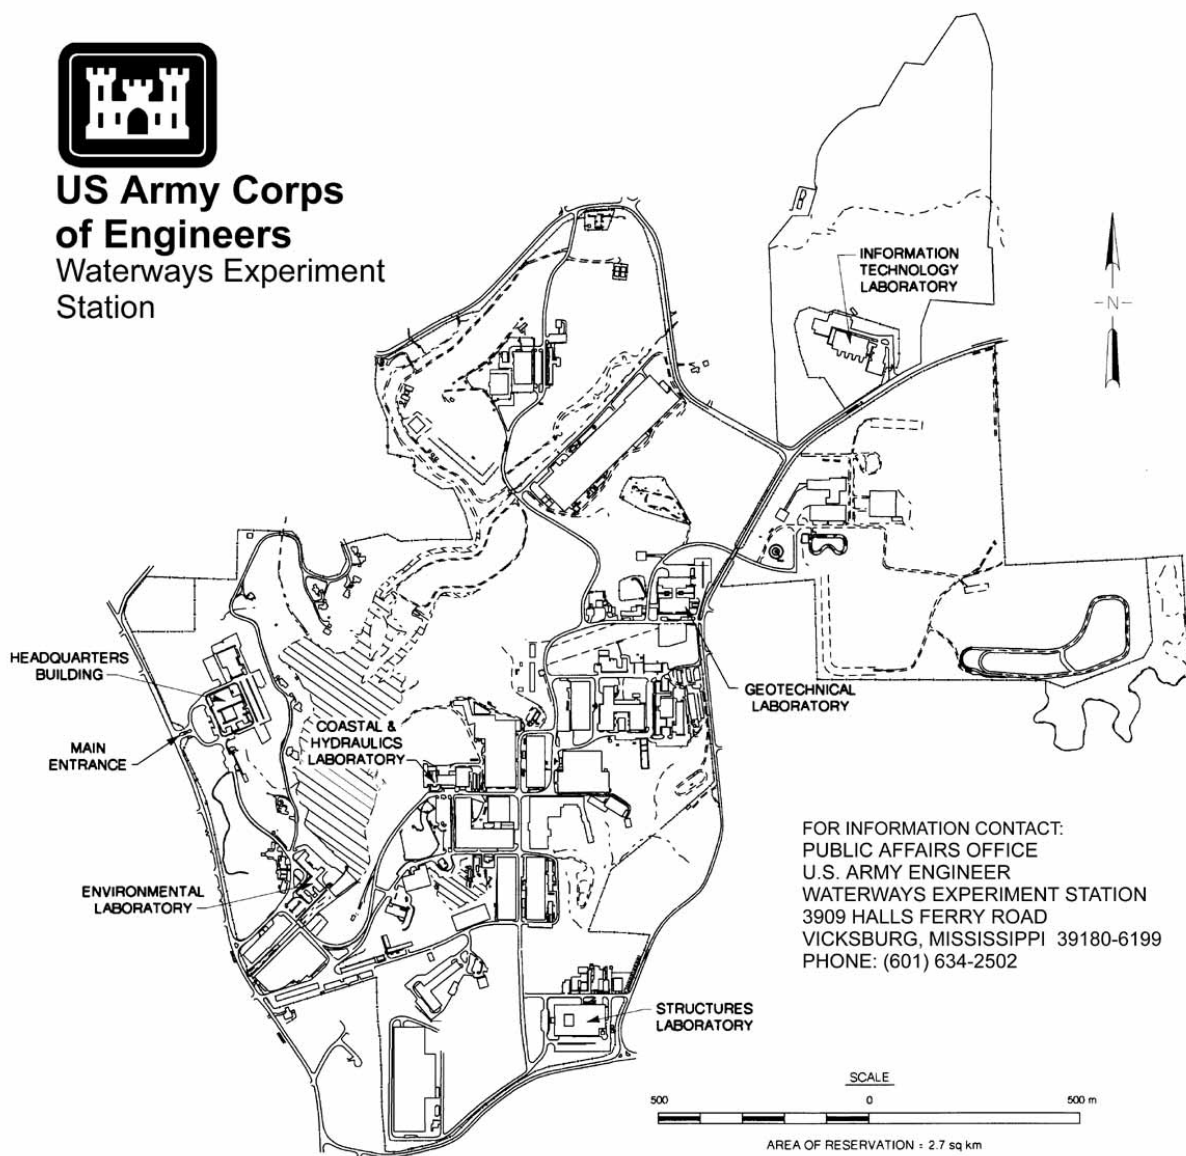 US Army Corps
of Engineers
Waterways Experiment
Station
INFORMATION
TECHNOLOGY
LABORATORY
N
HEADQUARTERS
BUILDING
GEOTECHNICAL
LABORATORY
COASTAL &
HYDRAULICS
LABORATORY
MAIN
ENTRANCE
ENVIRONMENTAL
LABORATORY
FOR INFORMATION CONTACT:
PUBLIC AFFAIRS OFFICE
U.S. ARMY ENGINEER
WATERWAYS EXPERIMENT STATION
3909 HALLS FERRY ROAD
VICKSBURG, MISSISSIPPI 39180-6199
PHONE: (601) 634-2502
STRUCTURES
LABORATORY
SCALE
500 0 500 m
AREA OF RESERVATION = 2.7 sq km